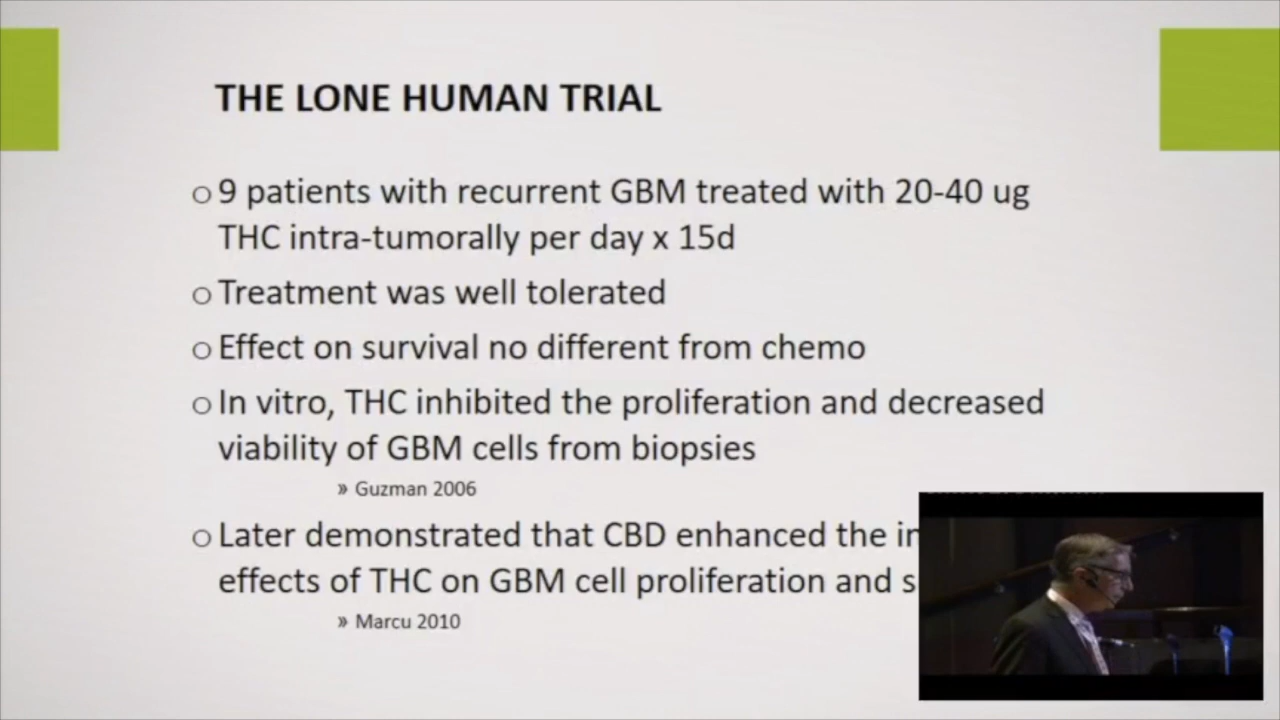 THE LONE HUMAN TRIAL
o 9 patients with recurrent GBM treated with 20-40 ug
THC intra-tumorally per day x 15d
o Treatment was well tolerated
o Effect on survival no different from chemo
o In vitro, THC inhibited the proliferation and decreased
viability of GBM cells from biopsies
» Guzman 2006
o Later demonstrated that CBD enhanced the
effects of THC on GBM cell proliferation and
» Marcu 2010